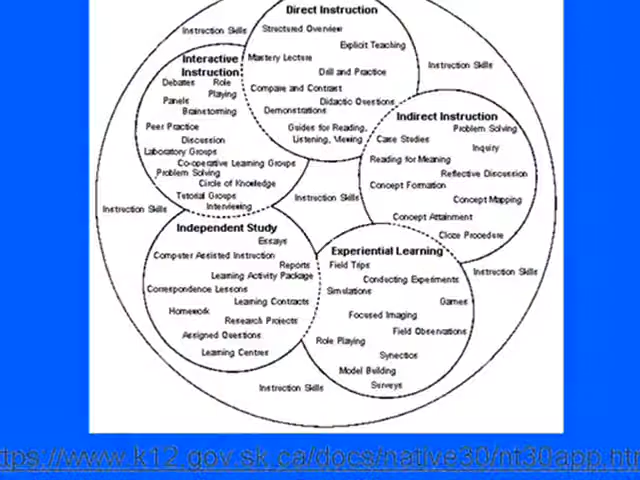 Direct Instruction
Instruction Skills
Structured Overview
Explicit Teaching
Mastery Lecture
Drill and Practice
Compare and Contrast
Didactic Questions
Demonstrations
Guides for Reading,
Listening, Viewing
Instruction Skills
Interactive
Instruction
Debates
Role
Playing
Panels
Brainstorming
Peer Practice
Discussion
Laboratory Groups
Co-operative Learning Groups
Problem Solving
Circle of Knowledge
Tutorial Groups
Interviewing
Indirect Instruction
Problem Solving
Case Studies
Inquiry
Reading for Meaning
Reflective Discussion
Concept Formation
Concept Mapping
Concept Attainment
Cloze Procedure
Instruction Skills
Instruction Skills
Instruction Skills
Independent Study
Essays
Computer Assisted Instruction
Reports
Learning Activity Package
Correspondence Lessons
Learning Contracts
Homework
Research Projects
Assigned Questions
Learning Centres
Experiential Learning
Field Trips
Conducting Experiments
Simulations
Games
Focused Imaging
Field Observations
Role Playing
Synectics
Model Building
Surveys
Instruction Skills
ttps://www.k12.gov.sk.ca/docs/native30/nt30app.htm